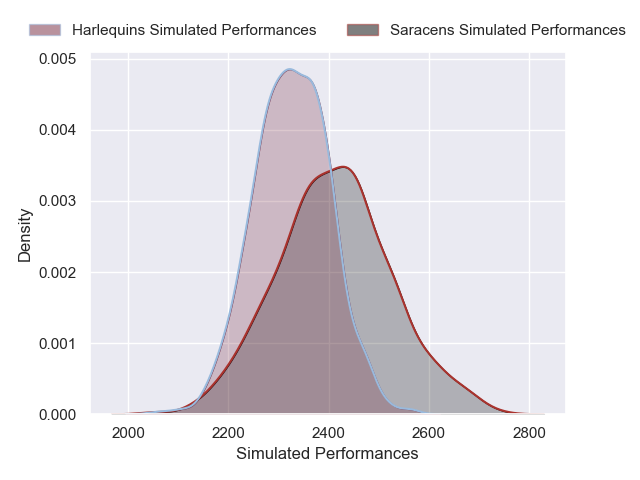 Harlequins Simulated Performances Saracens Simulated Performances
0.005
0.004
0.003
0.002
0.001
0.000
Density
2000 2200 2400 2600 2800
Simulated Performances